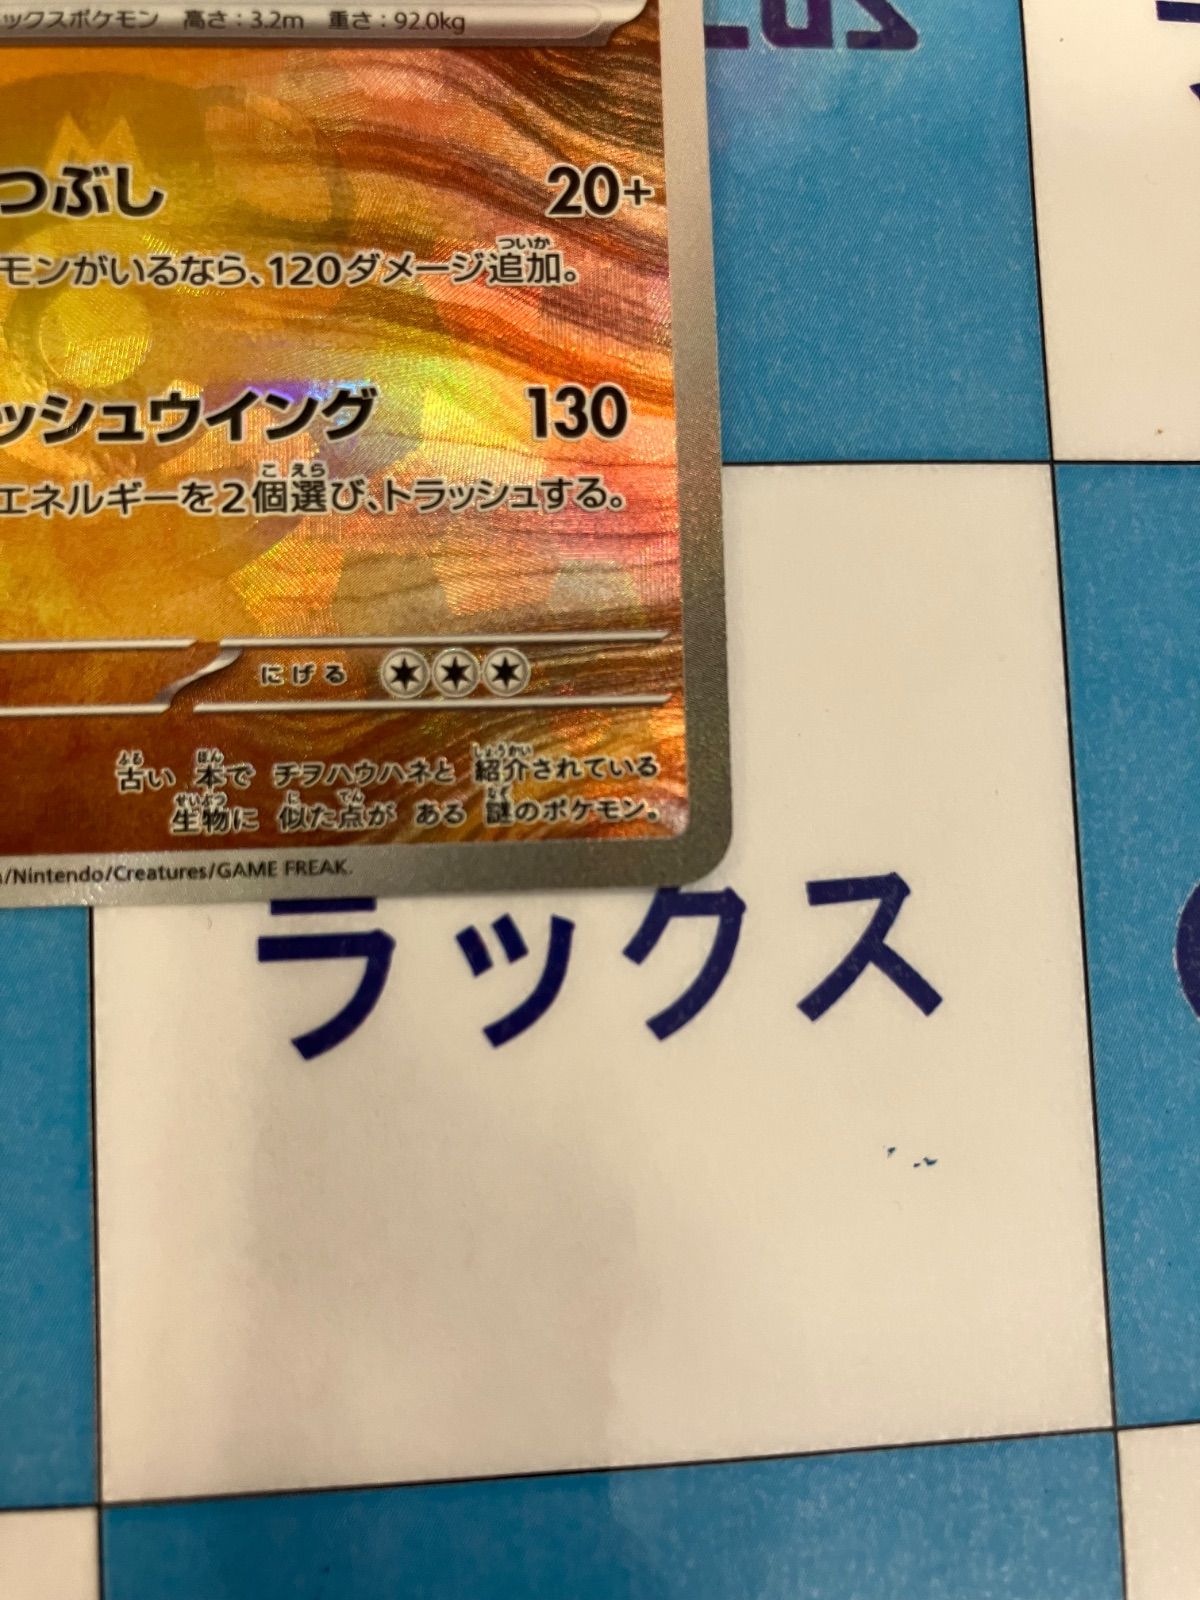 ックスポケモン 高さ：3.2m 重さ：92.0kg
つぶし 20+
モンがいるなら、120ダメージ追加。
ッシュウイング 130
エネルギーを2個選び、トラッシュする。
にげる
古い 本で チヲハウハネと 紹介されている
生物に 似た点が ある 謎のポケモン。
/Nintendo/Creatures/GAME FREAK.
ラックス